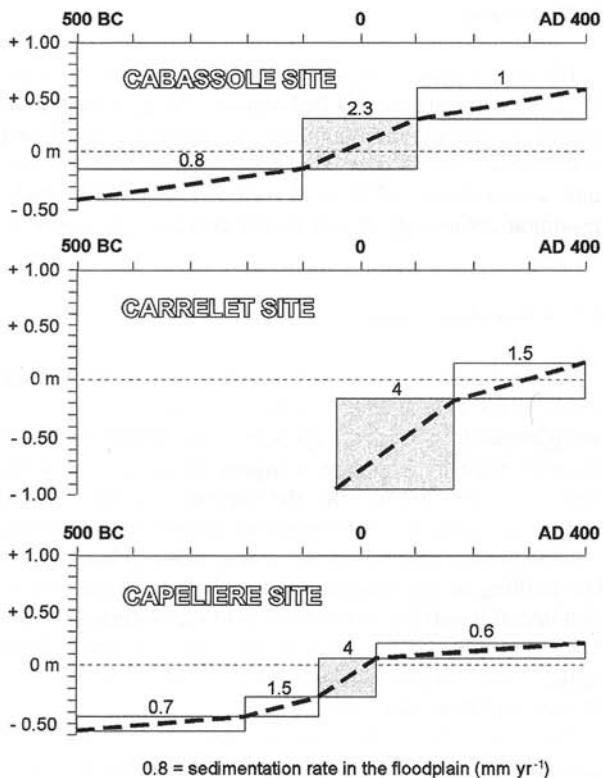 500 BC 0 AD 400
+ 1.00
CABASSOLE SITE
+ 0.50
1
2.3
0 m
0.8
- 0.50
500 BC 0 AD 400
+ 1.00
CARRELET SITE
+ 0.50
1.5
0 m
4
- 0.50
- 1.00
500 BC 0 AD 400
+ 1.00
CAPELIERE SITE
+ 0.50
0.6
4
0 m
1.5
0.7
- 0.50
0.8 = sedimentation rate in the floodplain (mm yr⁻¹)